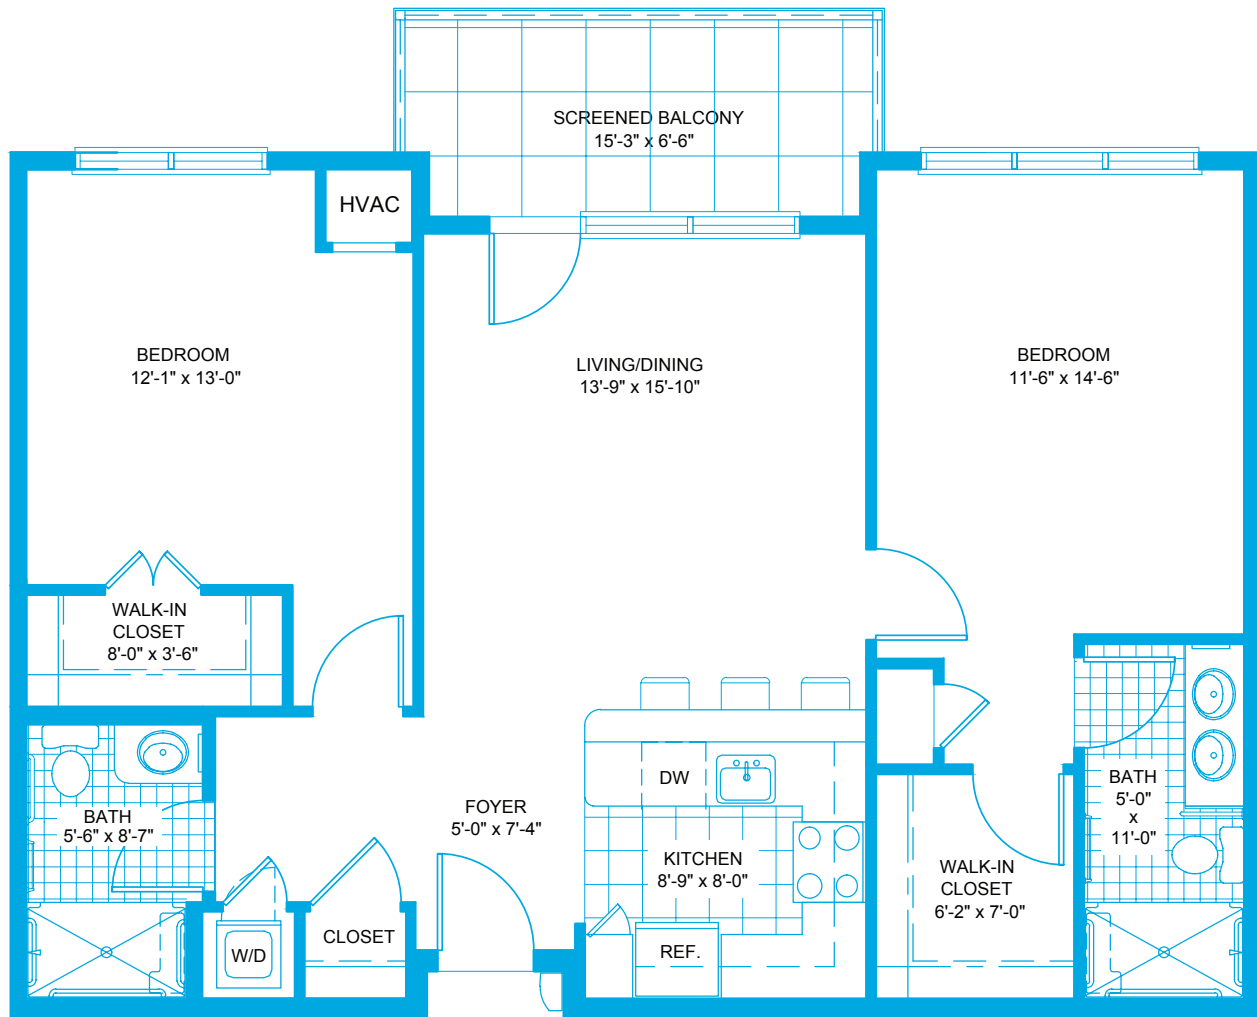 SCREENED BALCONY
15'-3" x 6'-6"
HVAC
BEDROOM
12'-1" x 13'-0"
LIVING/DINING
13'-9" x 15'-10"
BEDROOM
11'-6" x 14'-6"
WALK-IN
CLOSET
8'-0" x 3'-6"
BATH
5'-6" x 8'-7"
FOYER
5'-0" x 7'-4"
DW
KITCHEN
8'-9" x 8'-0"
REF.
W/D
CLOSET
WALK-IN
CLOSET
6'-2" x 7'-0"
BATH
5'-0"
x
11'-0"